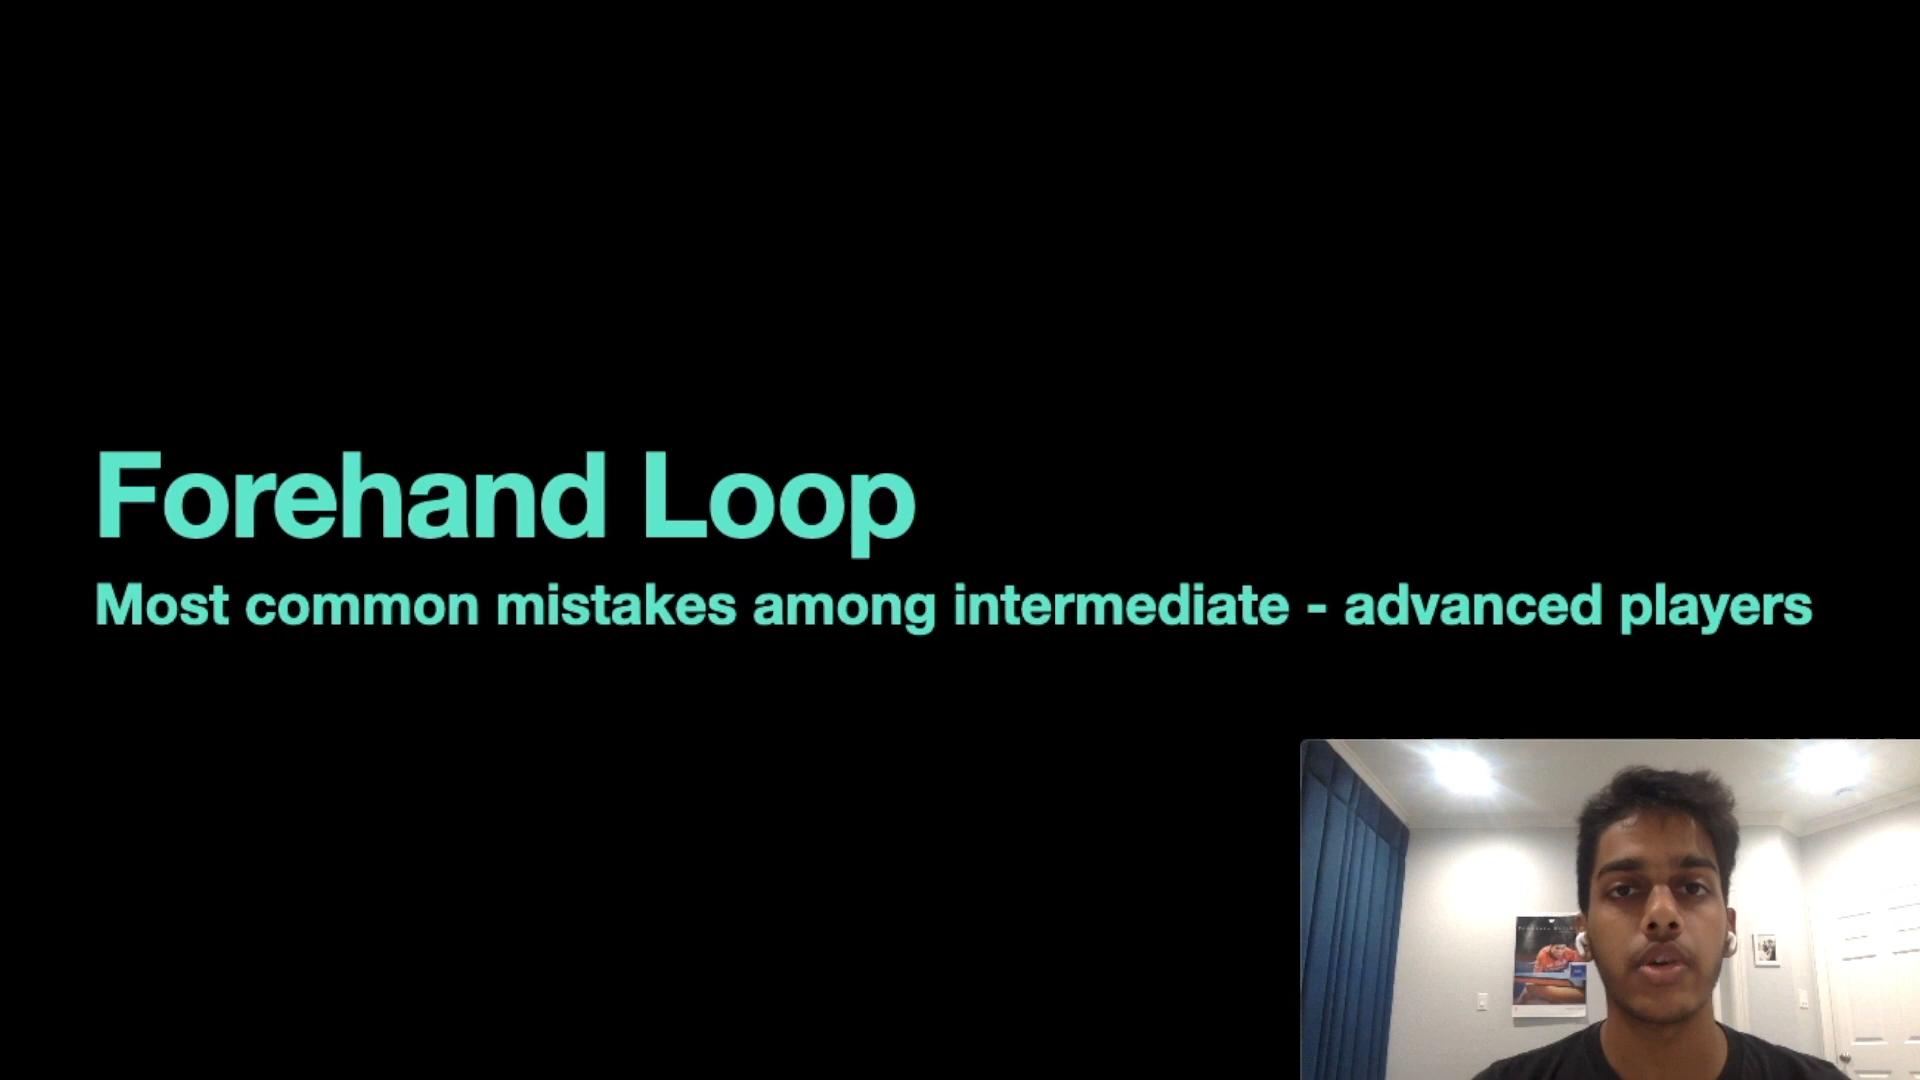 Forehand Loop
Most common mistakes among intermediate - advanced players